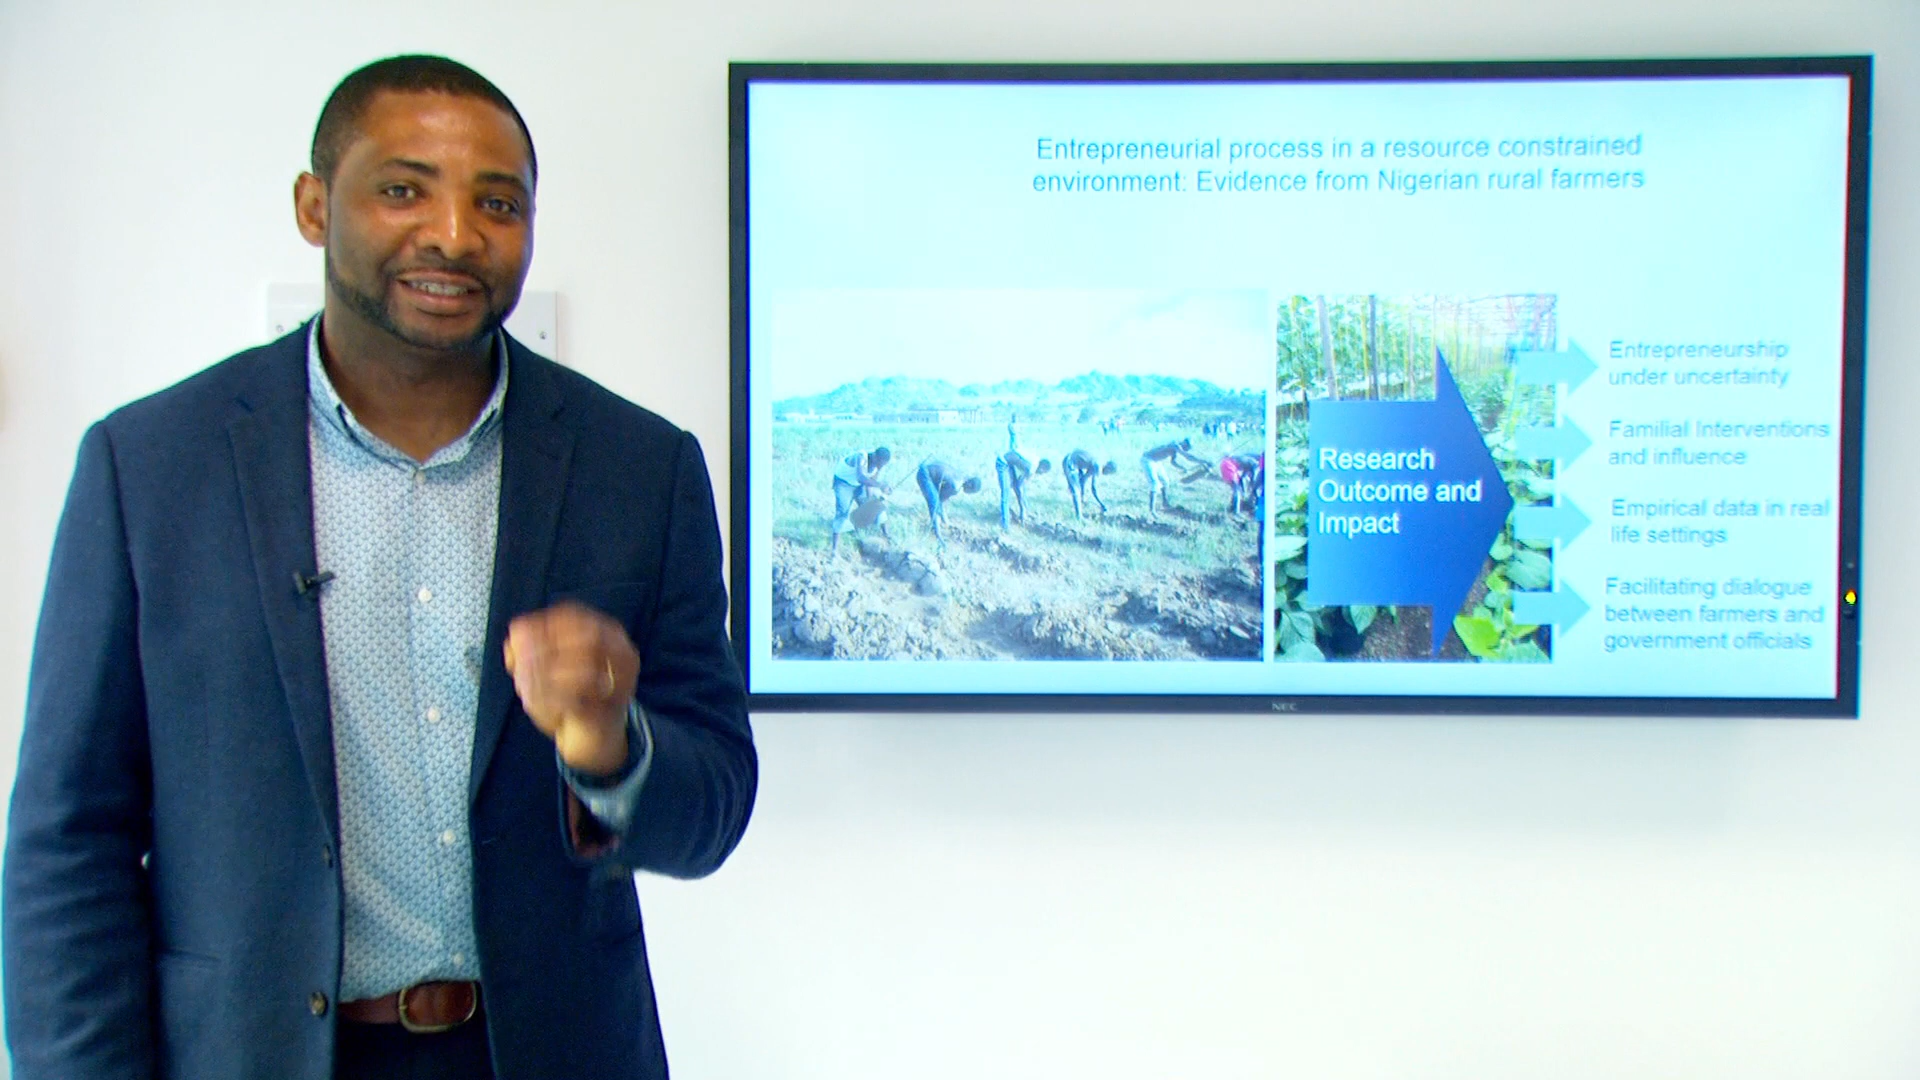 Entrepreneurial process in a resource constrained
environment: Evidence from Nigerian rural farmers
Research
Outcome and
Impact
Entrepreneurship
under uncertainty
Familial Interventions
and influence
Empirical data in real
life settings
Facilitating dialogue
between farmers and
government officials
NEC